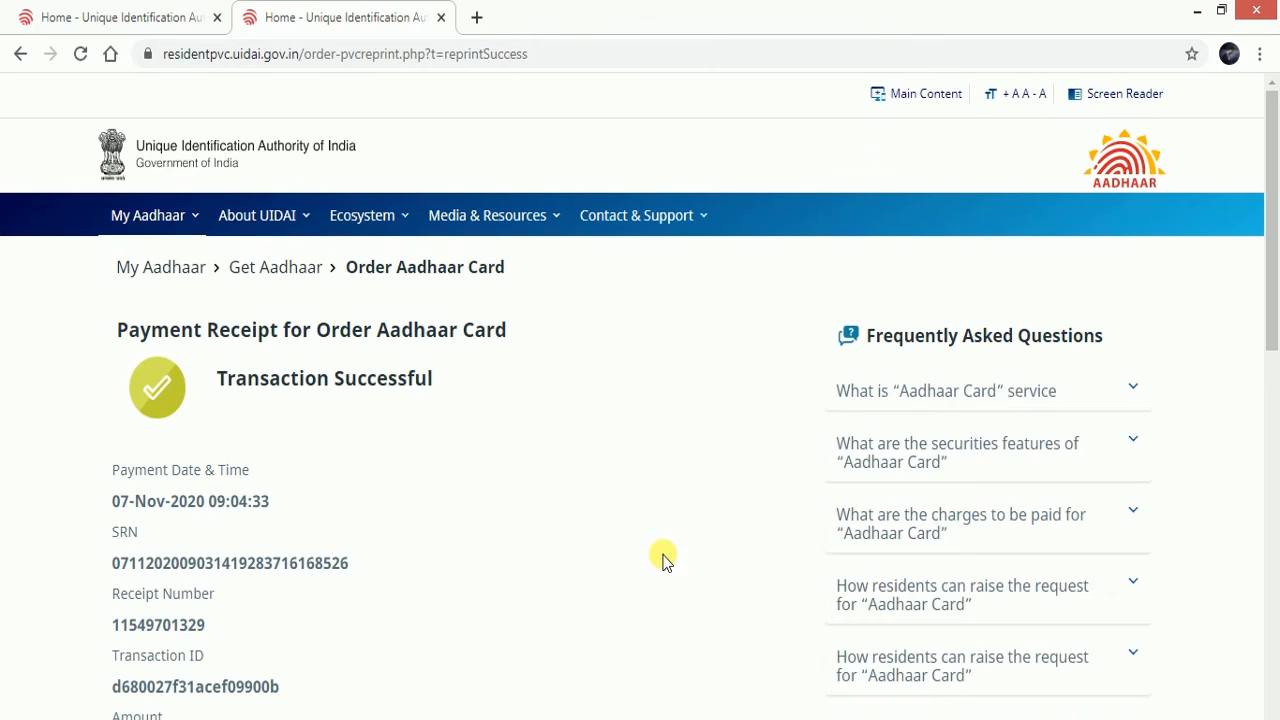 Home - Unique Identification Au
Home - Unique Identification Au
residentpvc.uidai.gov.in/order-pvcreprint.php?t=reprintSuccess
Main Content
+ A A - A
Screen Reader
Unique Identification Authority of India
Government of India
AADHAAR
My Aadhaar
About UIDAI
Ecosystem
Media & Resources
Contact & Support
My Aadhaar › Get Aadhaar › Order Aadhaar Card
Payment Receipt for Order Aadhaar Card
Transaction Successful
Payment Date & Time
07-Nov-2020 09:04:33
SRN
0711202009031419283716168526
Receipt Number
11549701329
Transaction ID
d680027f31acef09900b
Amount
Frequently Asked Questions
What is “Aadhaar Card” service
What are the securities features of
“Aadhaar Card”
What are the charges to be paid for
“Aadhaar Card”
How residents can raise the request
for “Aadhaar Card”
How residents can raise the request
for “Aadhaar Card”